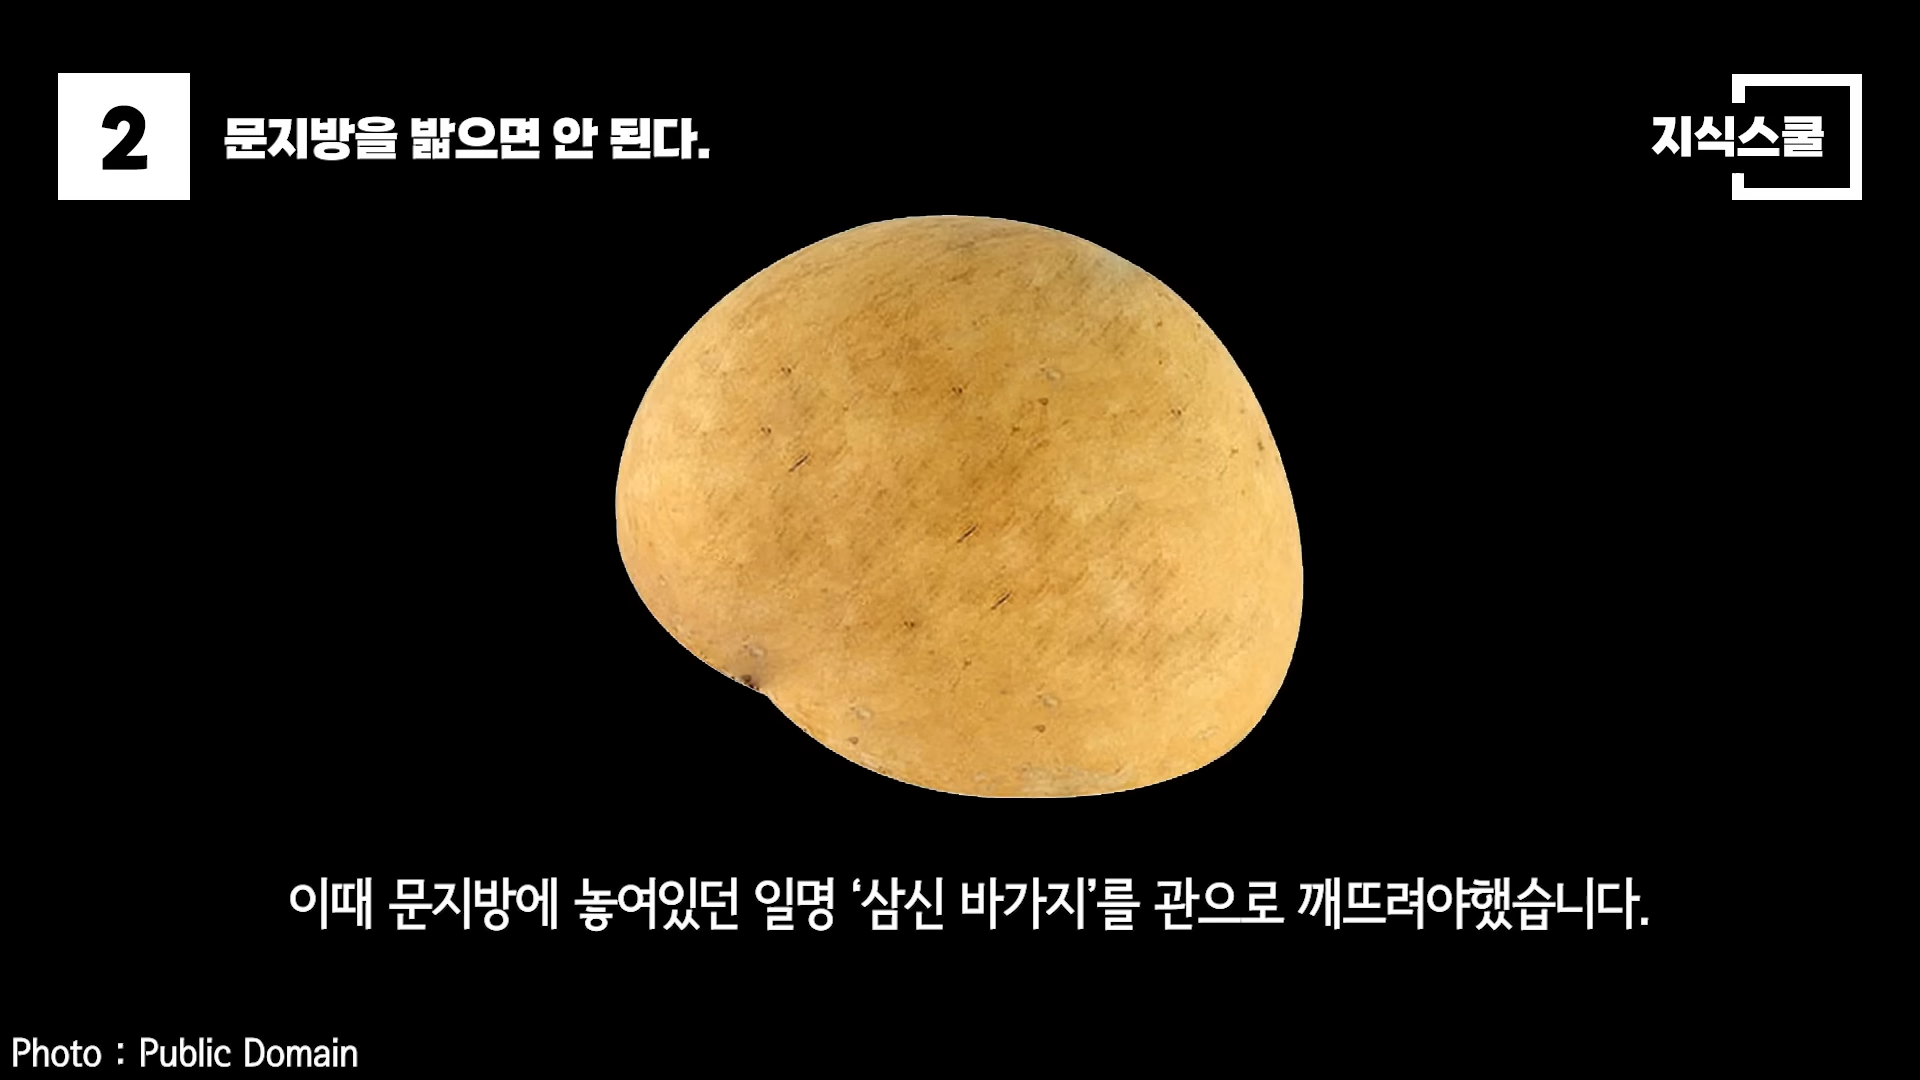 2
문지방을 밟으면 안 된다.
지식스쿨
이때 문지방에 놓여있던 일명 ‘삼신 바가지’를 관으로 깨뜨려야했습니다.
Photo : Public Domain